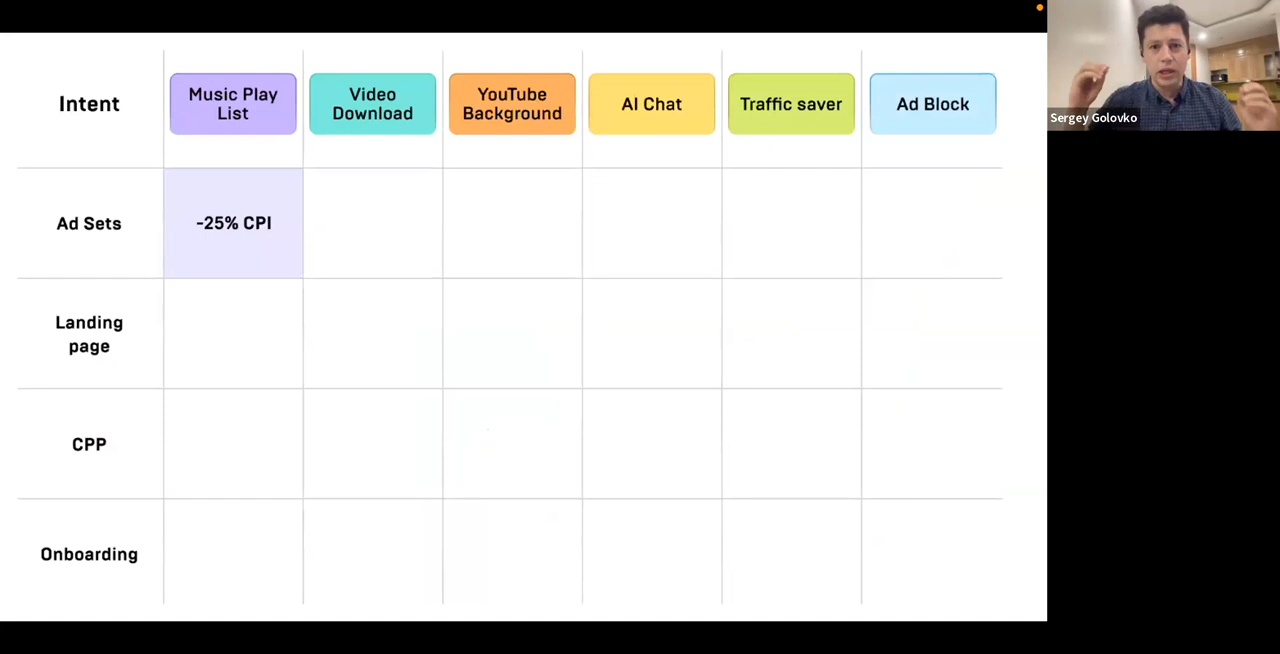 Intent
Music Play
List
Video
Download
YouTube
Background
AI Chat
Traffic saver
Ad Block
Sergey Golovko
Ad Sets
-25% CPI
Landing
page
CPP
Onboarding